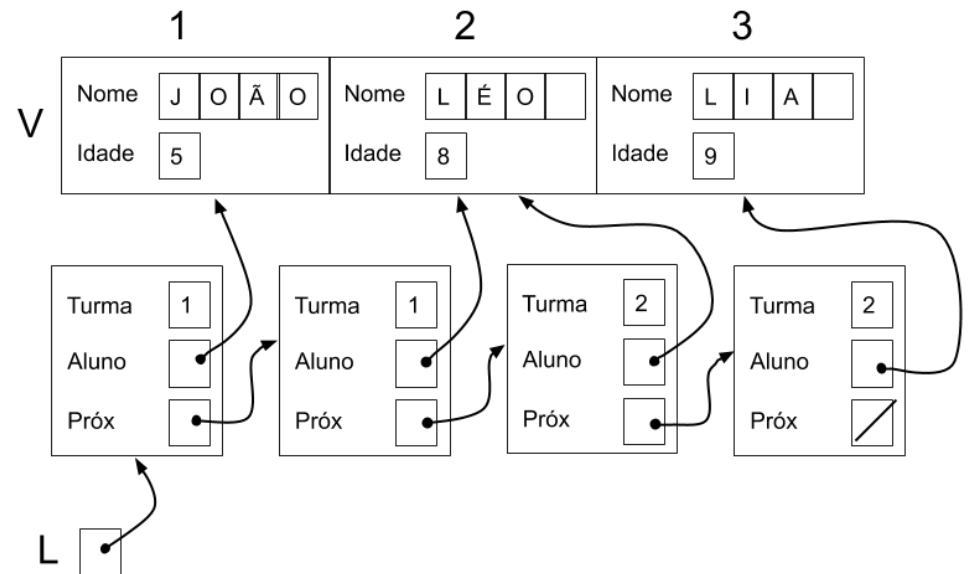 1 2 3
V
Nome J O Ã O Nome L É O Nome L I A
Idade 5 Idade 8 Idade 9
Turma 1 Turma 1 Turma 2 Turma 2
Aluno Aluno Aluno Aluno
Próx Próx Próx Próx
L